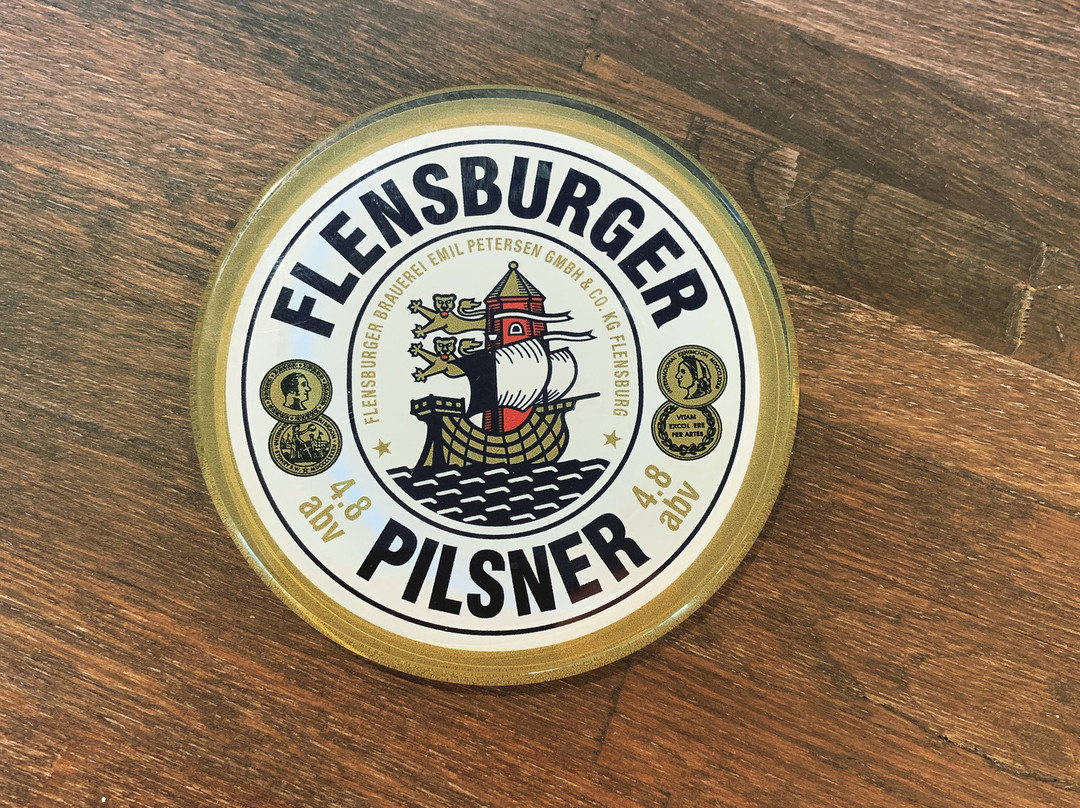 FLENSBURGER
FLENSBURGER BRAUEREI EMIL PETERSEN GMBH & CO. KG FLENSBURG
VITAM
EXCOL ERE
PER ARTES
4.8
abv
4.8
abv
PILSNER